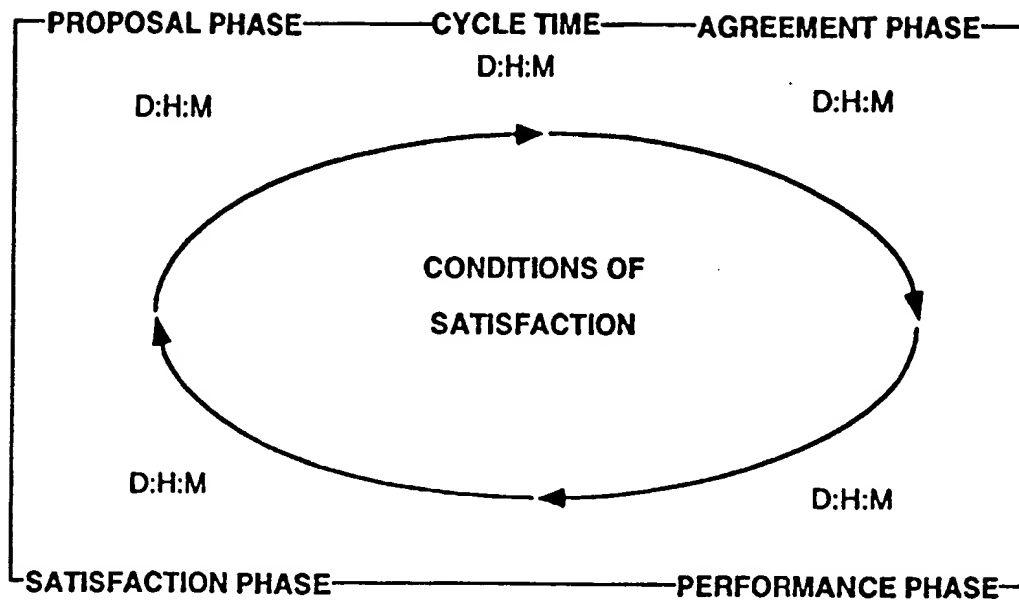 PROPOSAL PHASE CYCLE TIME AGREEMENT PHASE
D:H:M
D:H:M D:H:M
CONDITIONS OF
SATISFACTION
D:H:M D:H:M
SATISFACTION PHASE PERFORMANCE PHASE